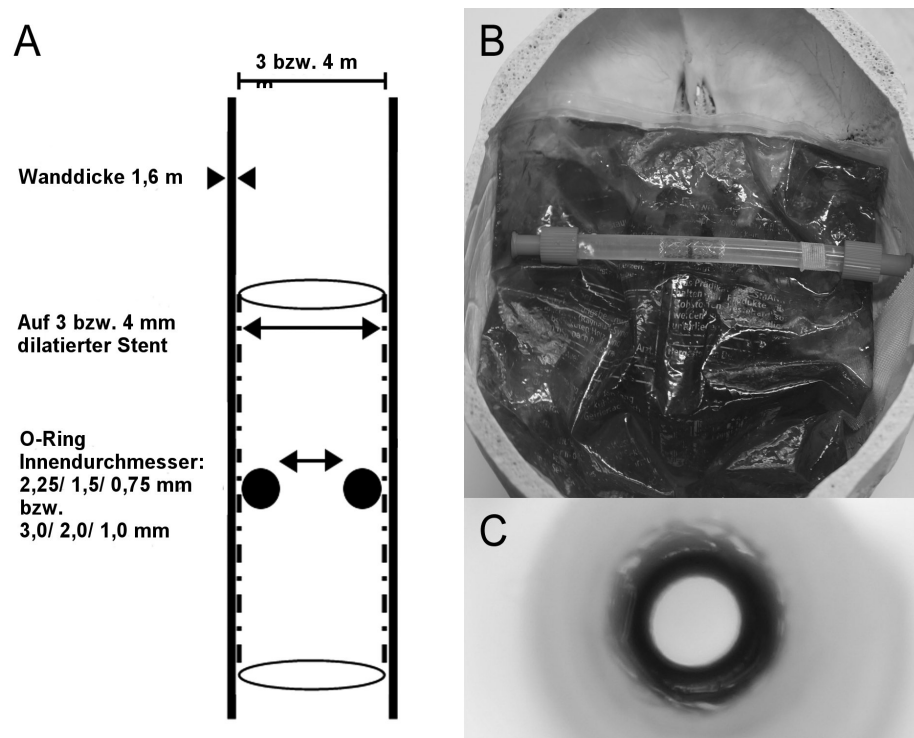 A
3 bzw. 4 m
m
Wanddicke 1,6 m
Auf 3 bzw. 4 mm
dilatierter Stent
O-Ring
Innendurchmesser:
2,25/ 1,5/ 0,75 mm
bzw.
3,0/ 2,0/ 1,0 mm
B
C